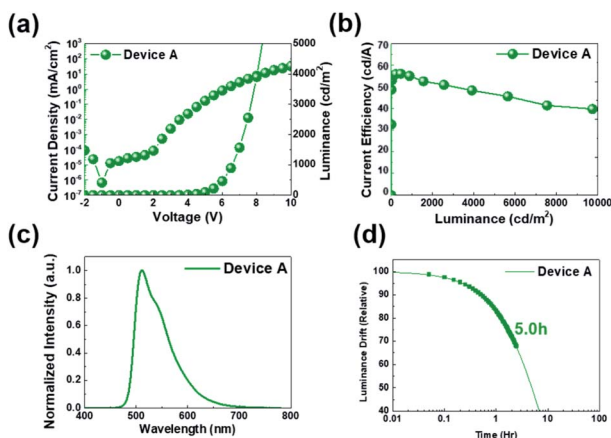 (a)
Current Density (mA/cm²)
10³
10²
10¹
10⁰
10⁻¹
10⁻²
10⁻³
10⁻⁴
10⁻⁵
10⁻⁶
10⁻⁷
Device A
5000
4000
3000
2000
1000
0
Luminance (cd/m²)
-2 0 2 4 6 8 10
Voltage (V)
(b)
Current Efficiency (cd/A)
70
60
50
40
30
20
10
0
Device A
0 2000 4000 6000 8000 10000
Luminance (cd/m²)
(c)
Normalized Intensity (a.u.)
1.0
0.8
0.6
0.4
0.2
0.0
Device A
400 500 600 700 800
Wavelength (nm)
(d)
Luminance Drift (Relative)
100
90
80
70
60
50
40
Device A
5.0h
0.01 0.1 1 10 100
Time (Hr)